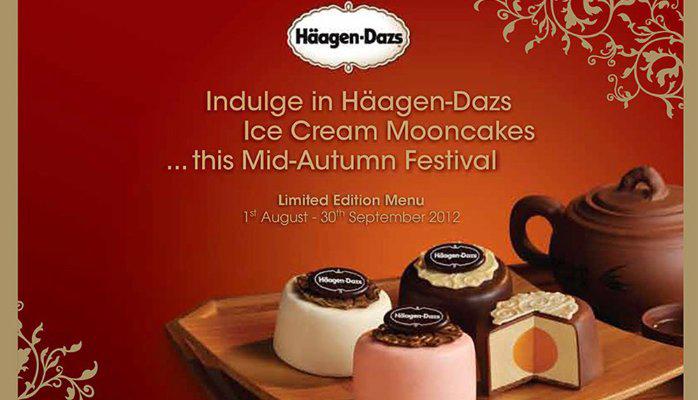 Häagen-Dazs
Indulge in Häagen-Dazs
Ice Cream Mooncakes
...this Mid-Autumn Festival
Limited Edition Menu
1st August - 30th September 2012
Häagen-Dazs
Häagen-Dazs
Häagen-Dazs